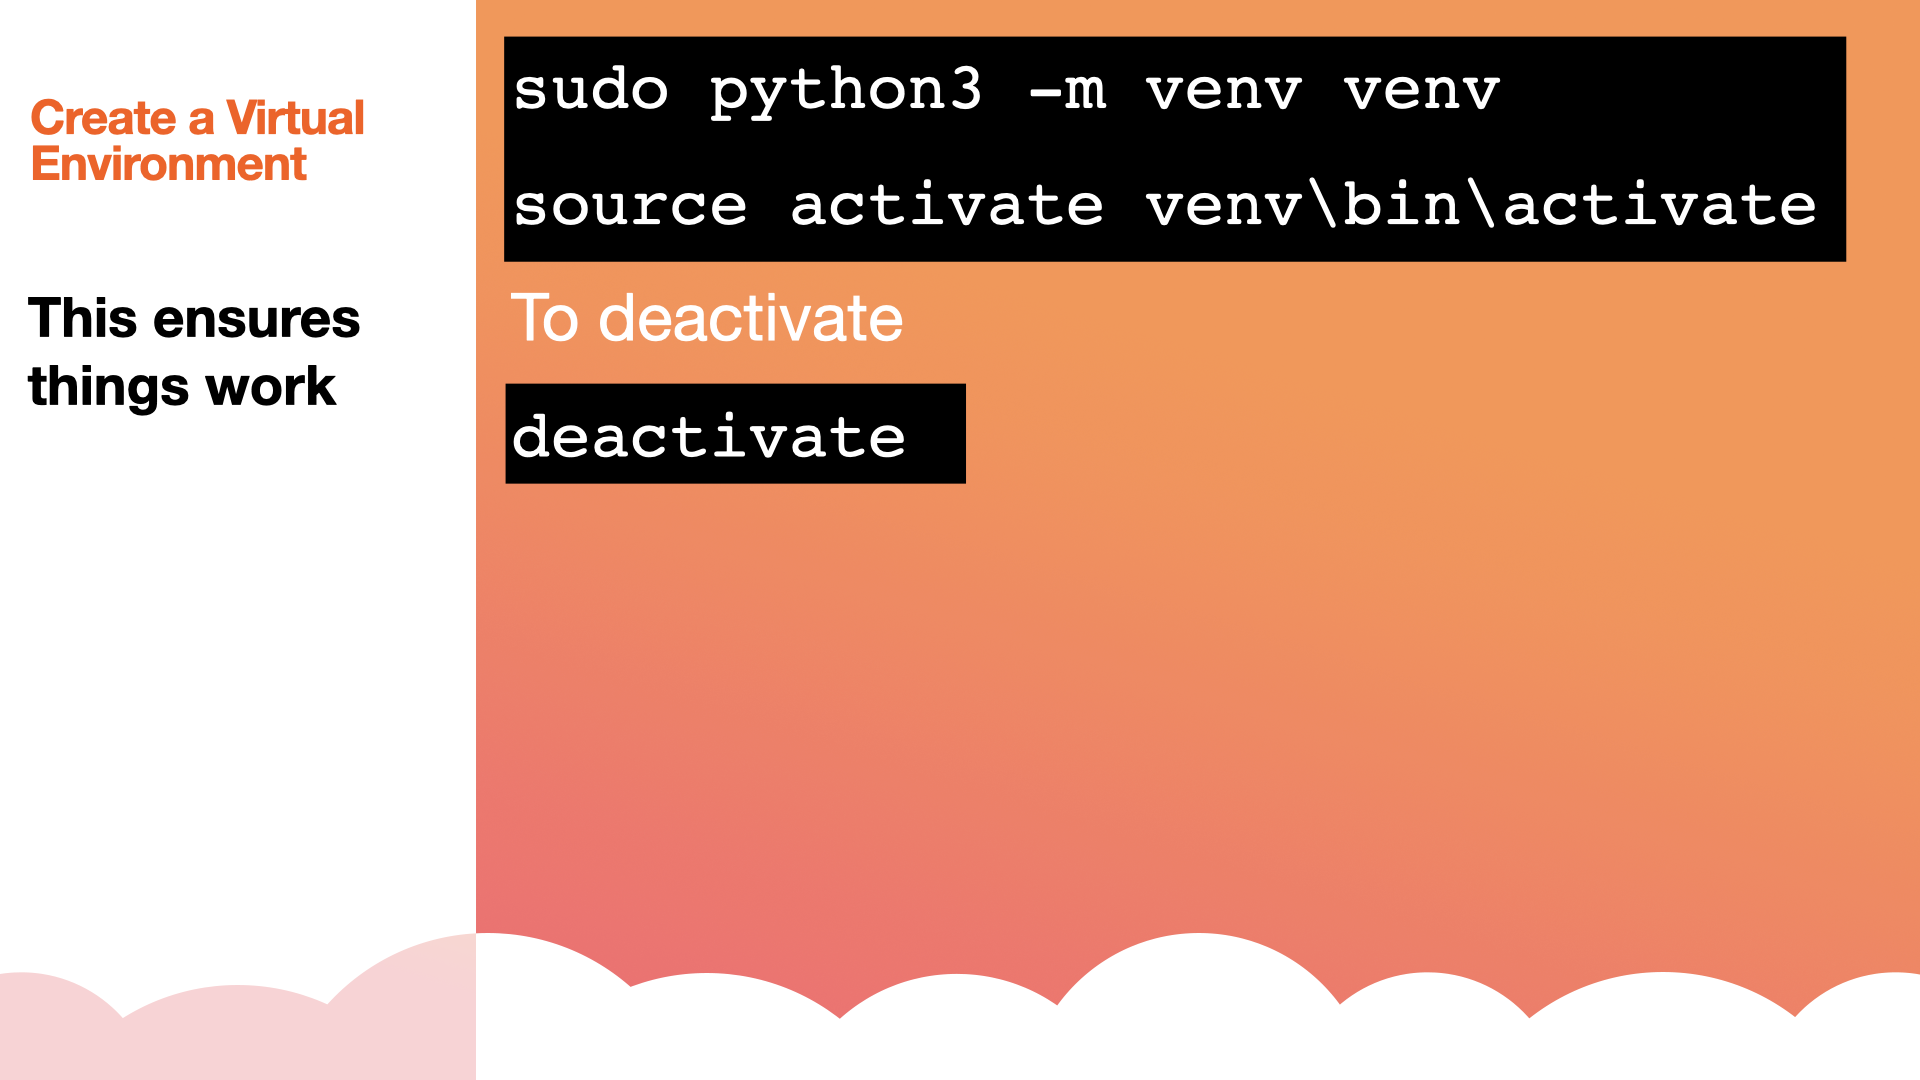 Create a Virtual
Environment
This ensures
things work
sudo python3 -m venv venv
source activate venv\bin\activate
To deactivate
deactivate